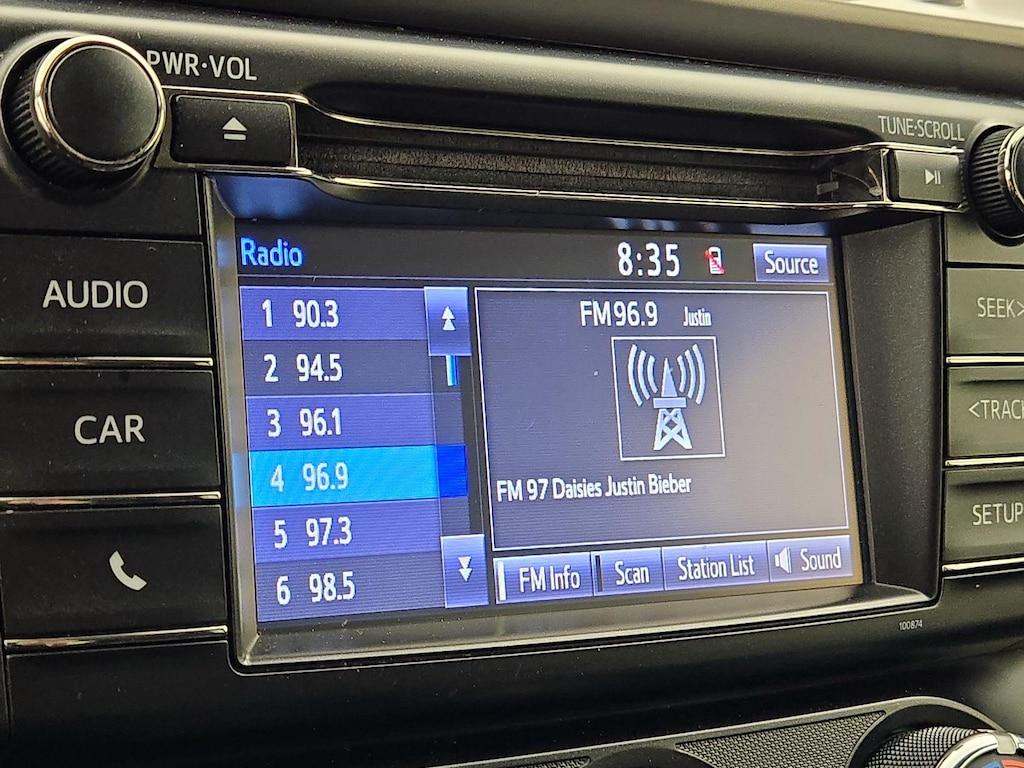 PWR·VOL
TUNE·SCROLL
AUDIO
CAR
Radio
8:35
Source
1 90.3
2 94.5
3 96.1
4 96.9
5 97.3
6 98.5
FM 96.9 Justin
FM 97 Daisies Justin Bieber
FM Info
Scan
Station List
Sound
SEEK>
<TRACK
SETUP
100874